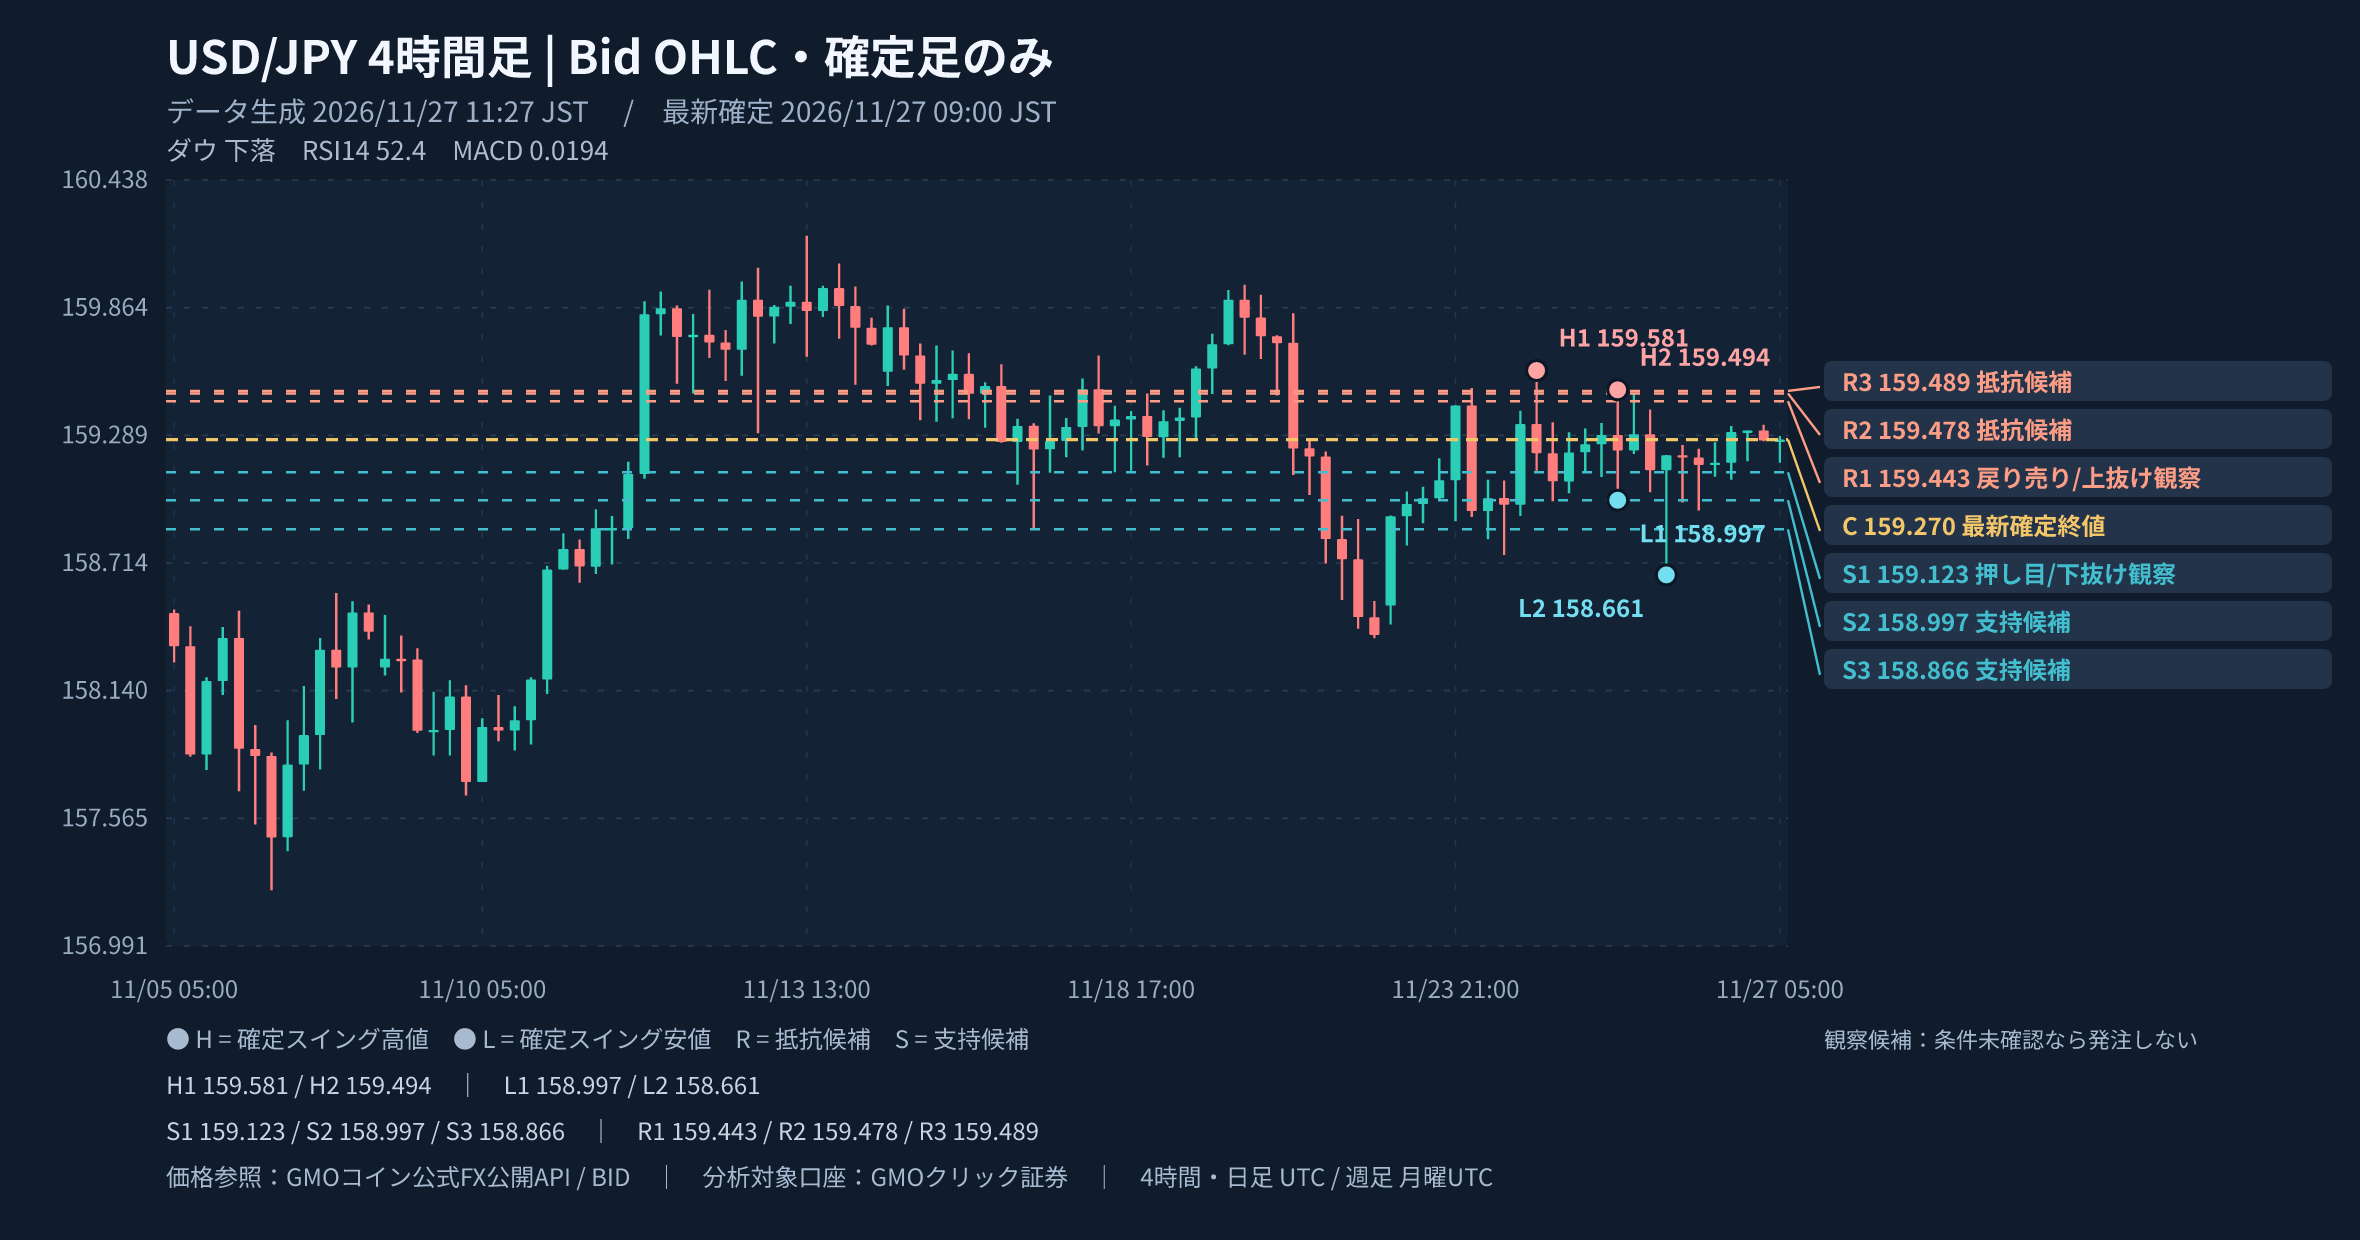 USD/JPY 4時間足 | Bid OHLC・確定足のみ
データ生成 2026/11/27 11:27 JST / 最新確定 2026/11/27 09:00 JST
ダウ 下落 RSI14 52.4 MACD 0.0194
160.438
159.864
159.289
158.714
158.140
157.565
156.991
H1 159.581
H2 159.494
L1 158.997
L2 158.661
R3 159.489 抵抗候補
R2 159.478 抵抗候補
R1 159.443 戻り売り/上抜け観察
C 159.270 最新確定終値
S1 159.123 押し目/下抜け観察
S2 158.997 支持候補
S3 158.866 支持候補
11/05 05:00 11/10 05:00 11/13 13:00 11/18 17:00 11/23 21:00 11/27 05:00
● H = 確定スイング高値 ● L = 確定スイング安値 R = 抵抗候補 S = 支持候補
観察候補：条件未確認なら発注しない
H1 159.581 / H2 159.494 ｜ L1 158.997 / L2 158.661
S1 159.123 / S2 158.997 / S3 158.866 ｜ R1 159.443 / R2 159.478 / R3 159.489
価格参照：GMOコイン公式FX公開API / BID ｜ 分析対象口座：GMOクリック証券 ｜ 4時間・日足 UTC / 週足 月曜UTC